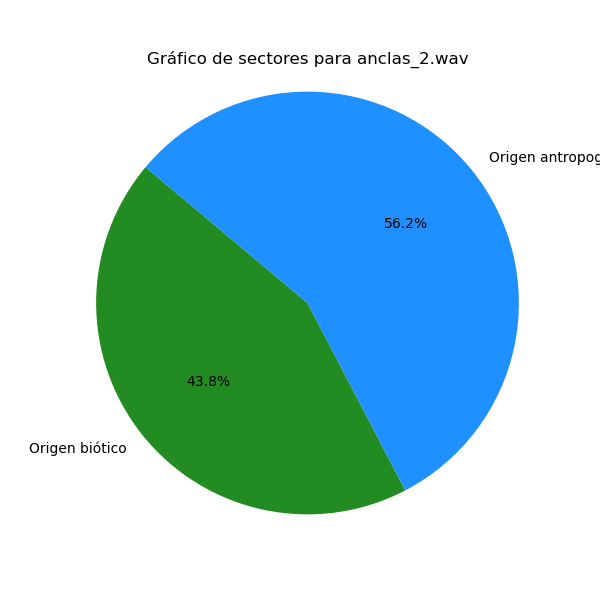 Gráfico de sectores para anclas_2.wav
Origen antropog
56.2%
43.8%
Origen biótico